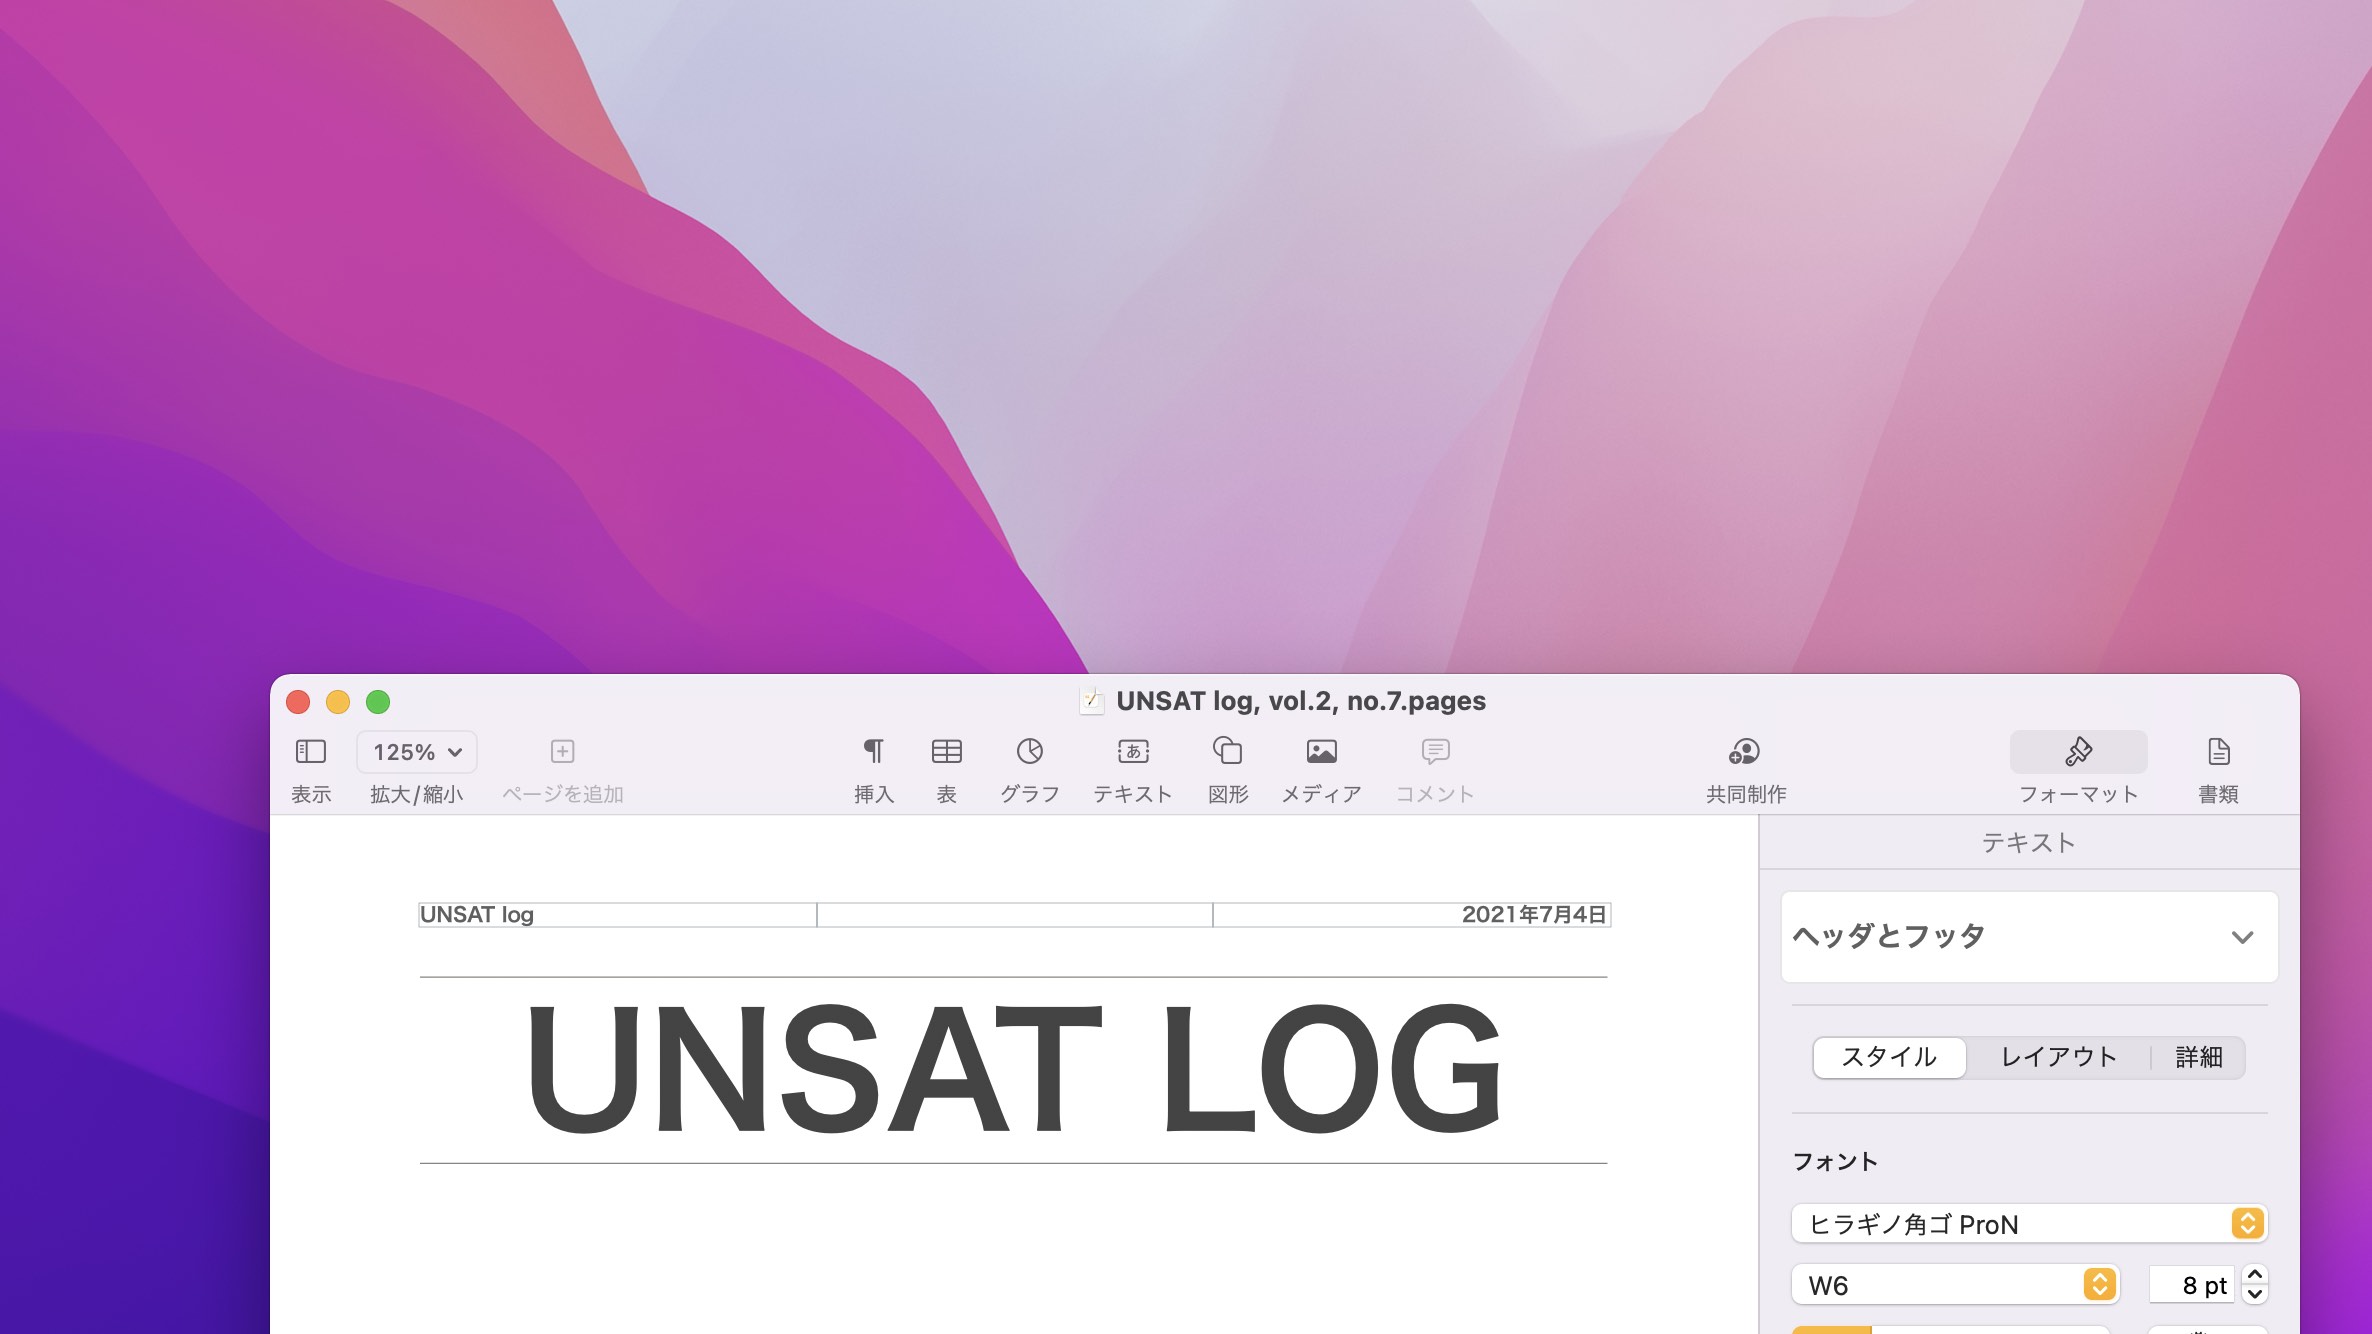 UNSAT log, vol.2, no.7.pages
125%
表示 拡大/縮小 ページを追加 挿入 表 グラフ テキスト 図形 メディア コメント 共同制作 フォーマット 書類
テキスト
UNSAT log 2021年7月4日
ヘッダとフッタ
UNSAT LOG
スタイル レイアウト 詳細
フォント
ヒラギノ角ゴ ProN
W6 8 pt